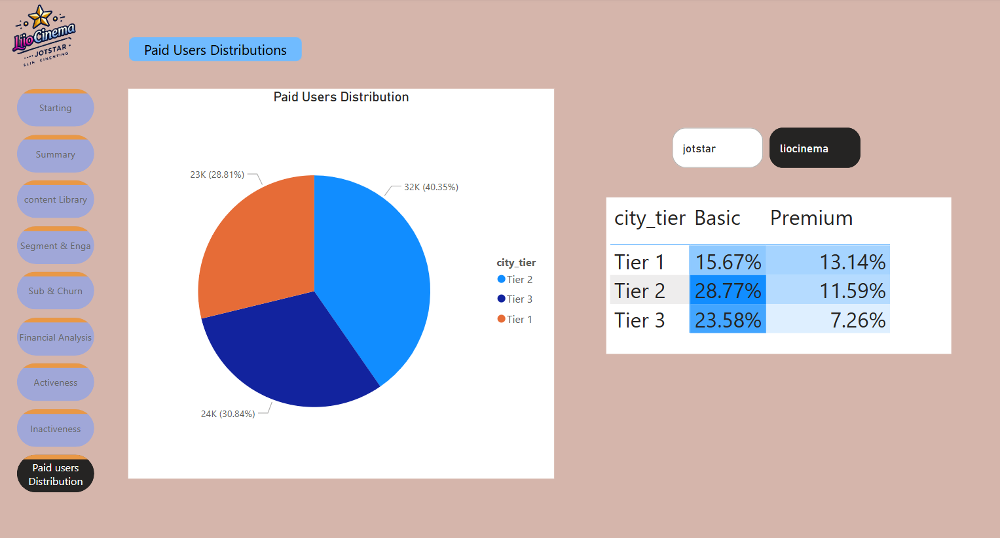 LiioCinema
JOTSTAR
SLIN CINENTING
Paid Users Distributions
Starting
Summary
content Library
Segment & Enga
Sub & Churn
Financial Analysis
Activeness
Inactiveness
Paid users
Distribution
Paid Users Distribution
23K (28.81%)
32K (40.35%)
24K (30.84%)
city_tier
Tier 2
Tier 3
Tier 1
jotstar
liocinema
city_tier Basic Premium
Tier 1 15.67% 13.14%
Tier 2 28.77% 11.59%
Tier 3 23.58% 7.26%